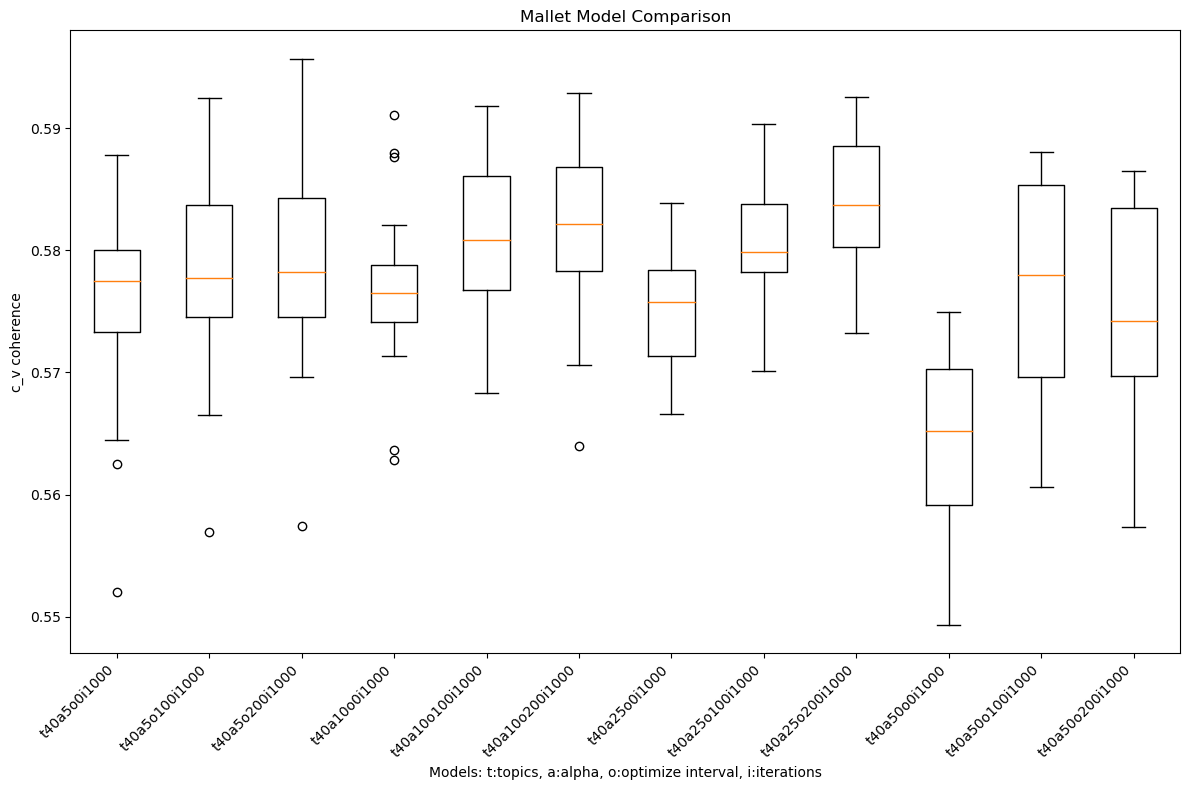 Mallet Model Comparison
c_v coherence
0.59
0.58
0.57
0.56
0.55
t40a5o0i1000
t40a5o100i1000
t40a5o200i1000
t40a10o0i1000
t40a10o100i1000
t40a10o200i1000
t40a25o0i1000
t40a25o100i1000
t40a25o200i1000
t40a50o0i1000
t40a50o100i1000
t40a50o200i1000
Models: t:topics, a:alpha, o:optimize interval, i:iterations